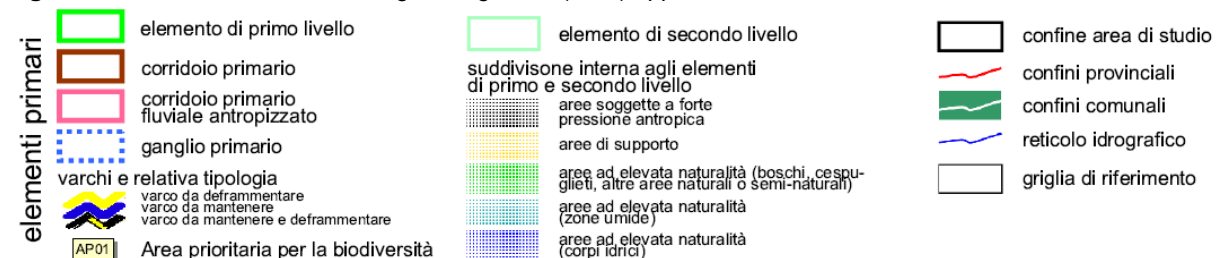 elementi primari
elemento di primo livello
corridoio primario
corridoio primario
fluviale antropizzato
ganglio primario
varchi e relativa tipologia
varco da deframmentare
varco da mantenere
varco da mantenere e deframmentare
AP01
Area prioritaria per la biodiversità
elemento di secondo livello
suddivisone interna agli elementi
di primo e secondo livello
aree soggette a forte
pressione antropica
aree di supporto
aree ad elevata naturalità (boschi, cespu-
glieti, altre aree naturali o semi-naturali)
aree ad elevata naturalità
(zone umide)
aree ad elevata naturalità
(corpi idrici)
confine area di studio
confini provinciali
confini comunali
reticolo idrografico
griglia di riferimento